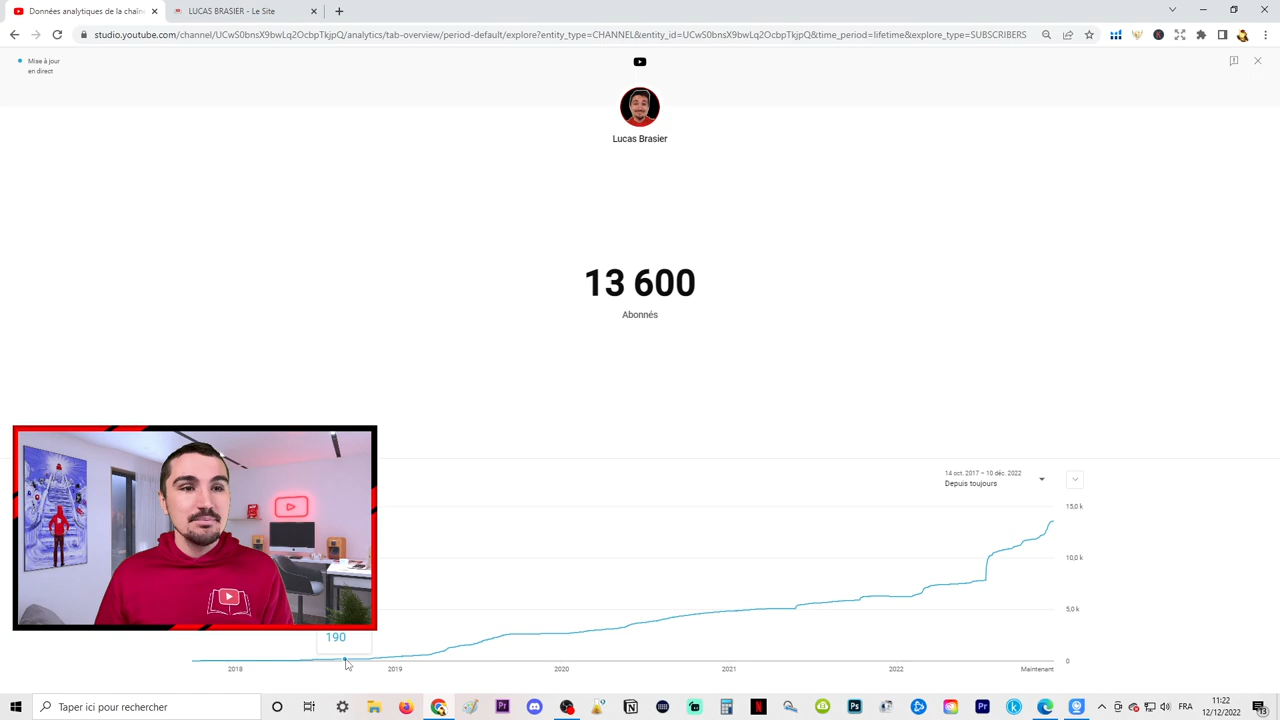 Données analytiques de la chaîn
LUCAS BRASIER - Le Site
studio.youtube.com/channel/UCwS0bnsX9bwLq2OcbpTkjpQ/analytics/tab-overview/period-default/explore?entity_type=CHANNEL&entity_id=UCwS0bnsX9bwLq2OcbpTkjpQ&time_period=lifetime&explore_type=SUBSCRIBERS
Mise à jour
en direct
Lucas Brasier
13 600
Abonnés
14 oct. 2017 – 10 déc. 2022
Depuis toujours
15,0 k
10,0 k
5,0 k
0
190
2018
2019
2020
2021
2022
Maintenant
Taper ici pour rechercher
FRA
11:22
12/12/2022